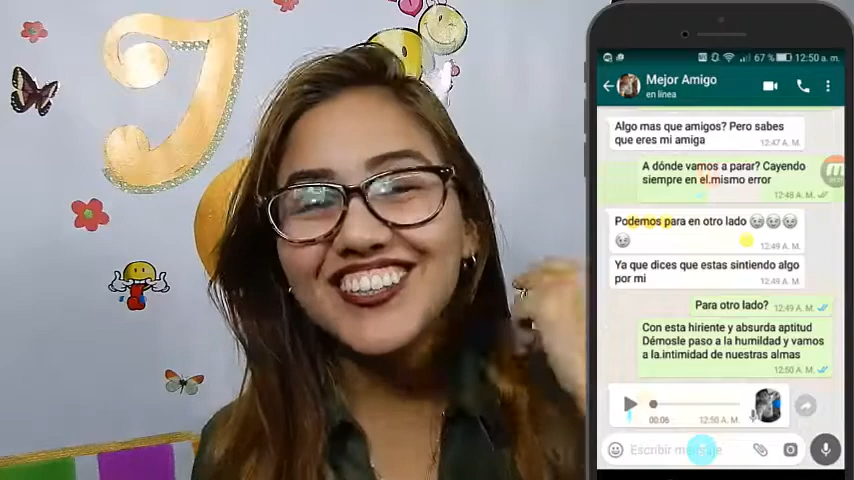 67 % 12:50 a. m.
Mejor Amigo
en línea
Algo mas que amigos? Pero sabes
que eres mi amiga
12:47 A. M.
A dónde vamos a parar? Cayendo
siempre en el.mismo error
12:48 A. M.
Podemos para en otro lado
12:49 A. M.
Ya que dices que estas sintiendo algo
por mi
12:49 A. M.
Para otro lado?
12:49 A. M.
Con esta hiriente y absurda aptitud
Démosle paso a la humildad y vamos
a la.intimidad de nuestras almas
12:50 A. M.
00:06
12:50 A. M.
Escribir mensaje